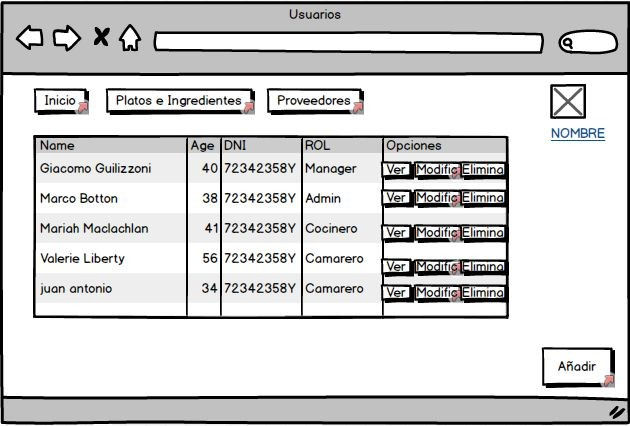 Usuarios
Inicio Platos e Ingredientes Proveedores
NOMBRE
Name Age DNI ROL Opciones
Giacomo Guilizzoni 40 72342358Y Manager Ver Modific Elimina
Marco Botton 38 72342358Y Admin Ver Modific Elimina
Mariah Maclachlan 41 72342358Y Cocinero Ver Modific Elimina
Valerie Liberty 56 72342358Y Camarero Ver Modific Elimina
juan antonio 34 72342358Y Camarero Ver Modific Elimina
Añadir